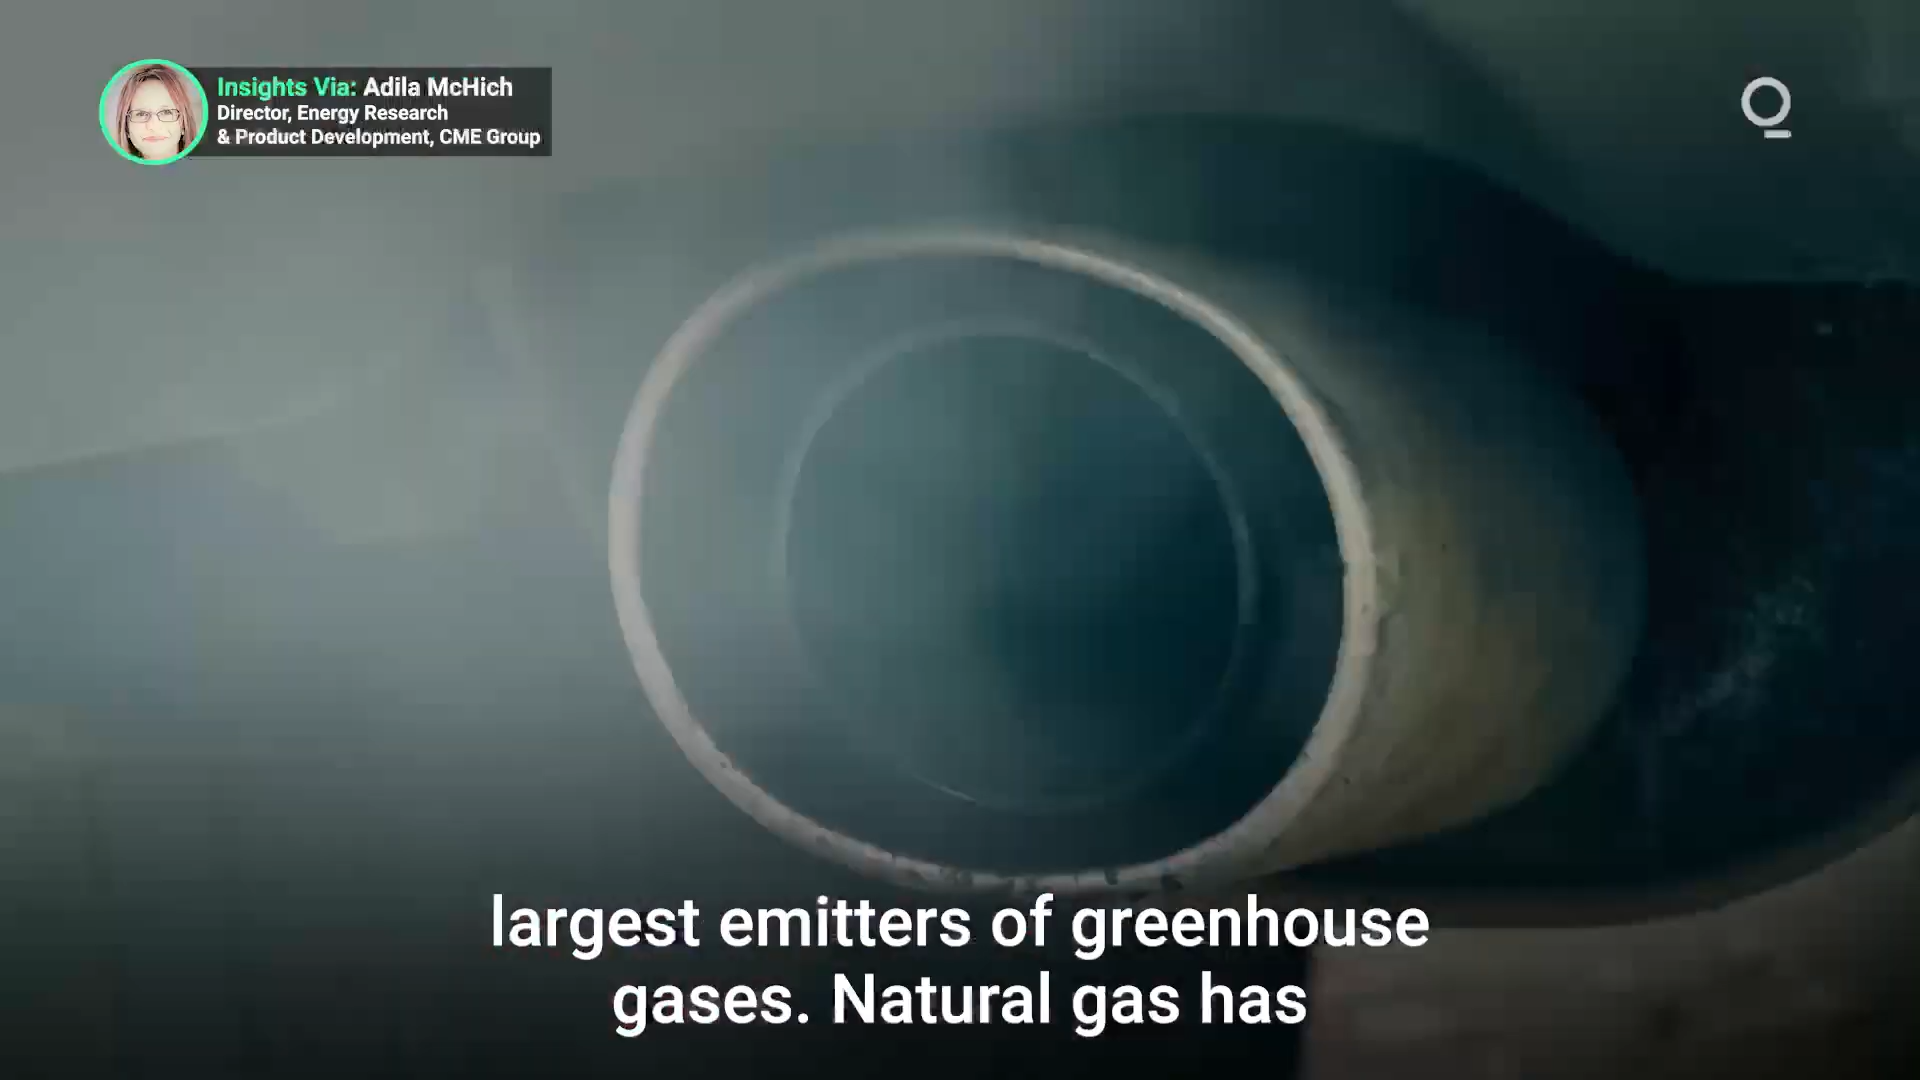 Insights Via: Adila McHich
Director, Energy Research
& Product Development, CME Group
largest emitters of greenhouse
gases. Natural gas has